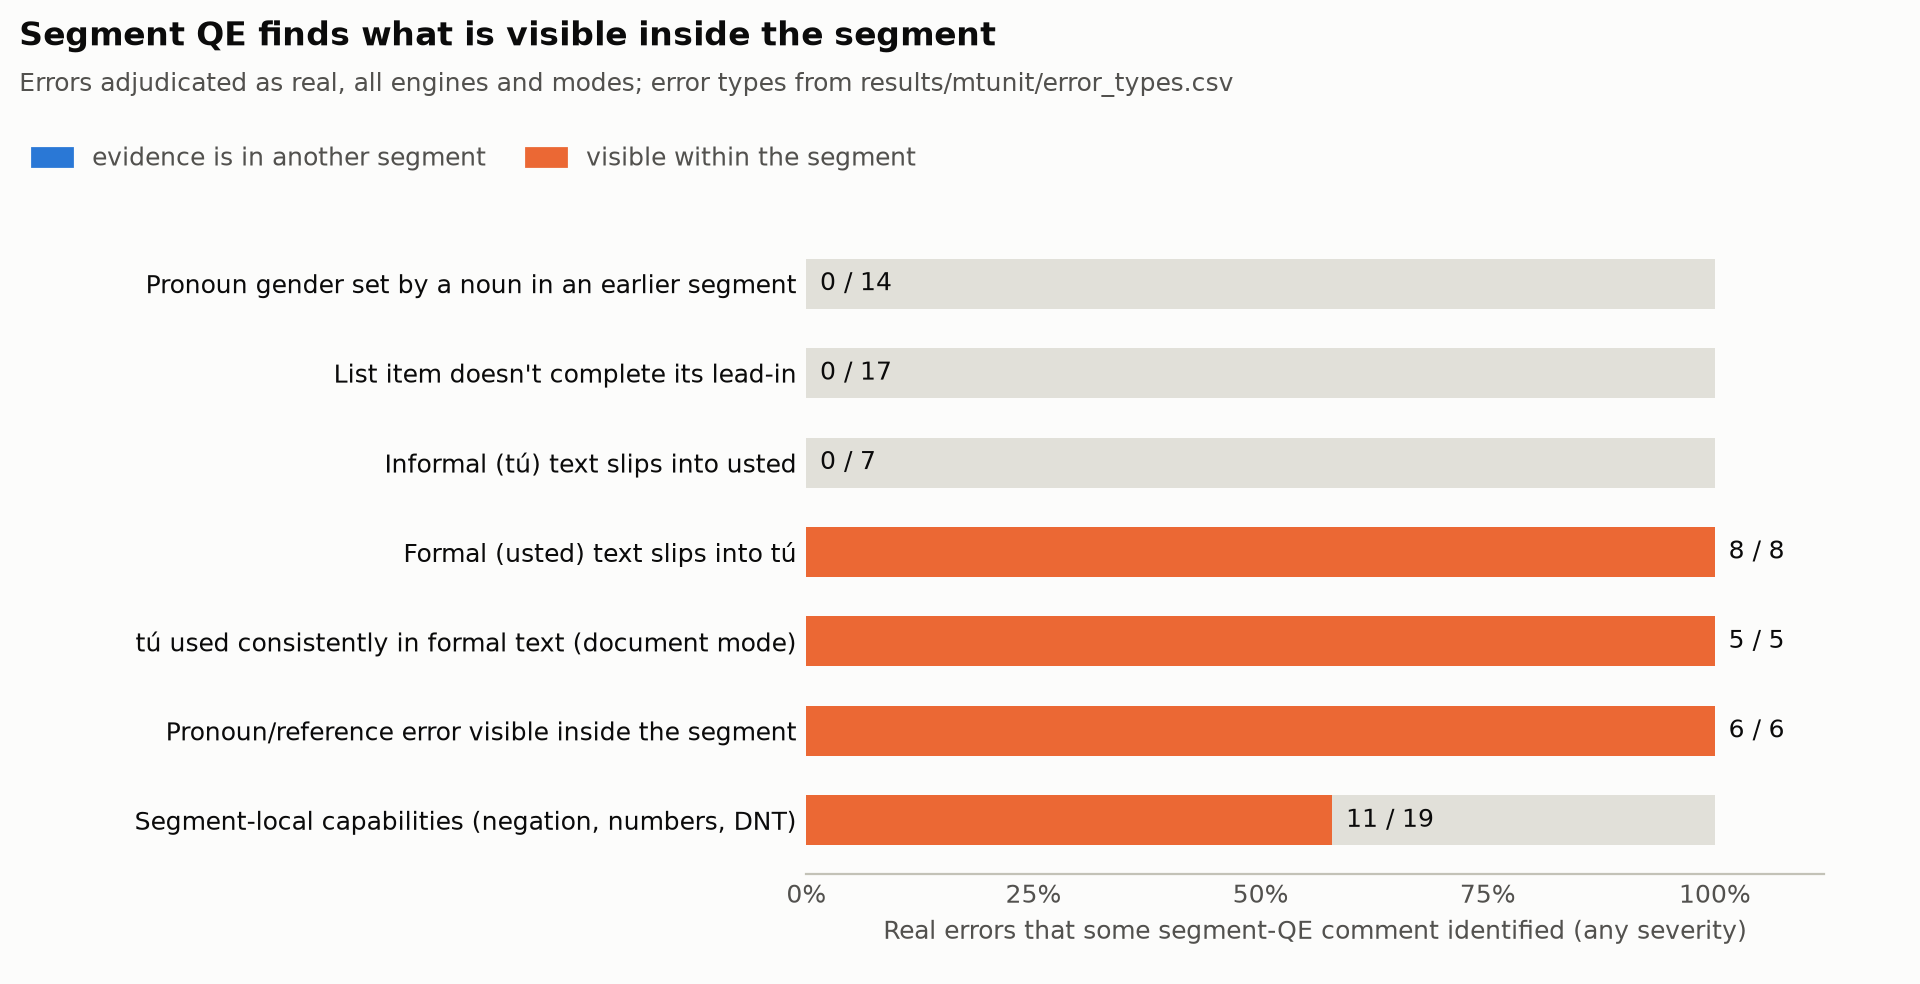 Segment QE finds what is visible inside the segment
Errors adjudicated as real, all engines and modes; error types from results/mtunit/error_types.csv
evidence is in another segment
visible within the segment
Pronoun gender set by a noun in an earlier segment
0 / 14
List item doesn't complete its lead-in
0 / 17
Informal (tú) text slips into usted
0 / 7
Formal (usted) text slips into tú
8 / 8
tú used consistently in formal text (document mode)
5 / 5
Pronoun/reference error visible inside the segment
6 / 6
Segment-local capabilities (negation, numbers, DNT)
11 / 19
0% 25% 50% 75% 100%
Real errors that some segment-QE comment identified (any severity)